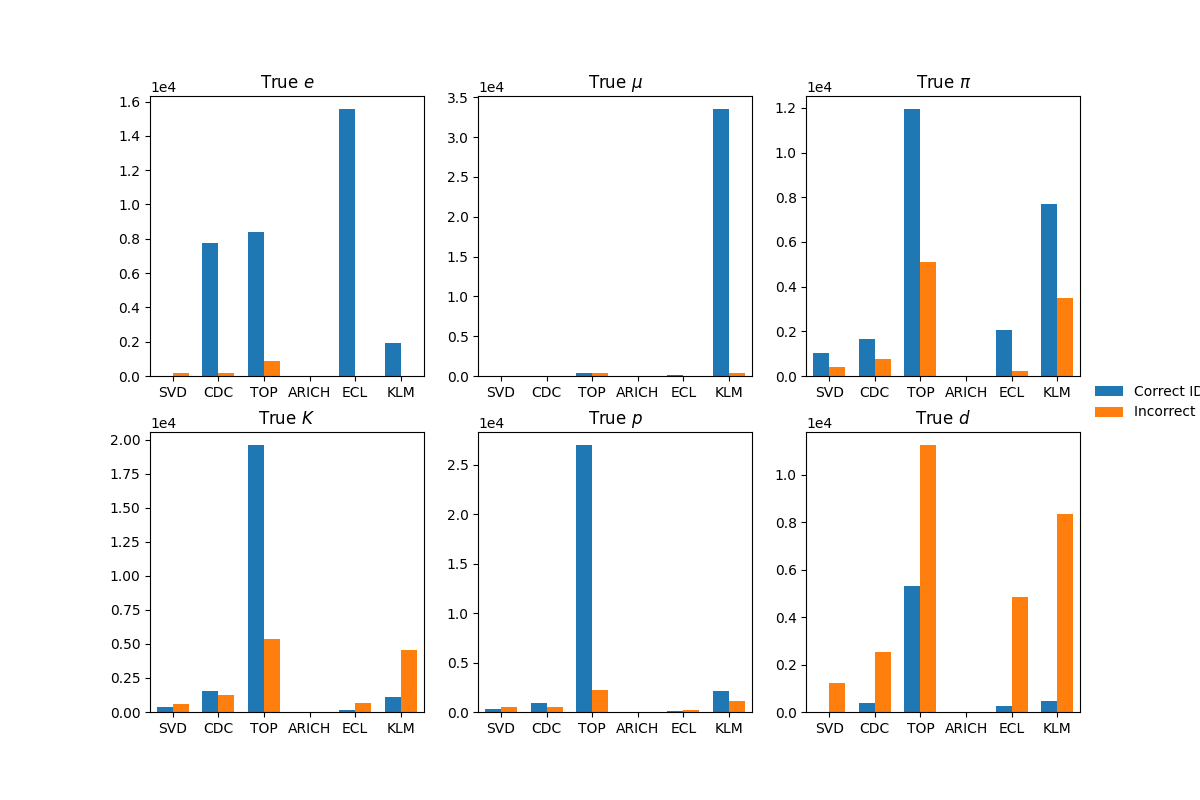 True e
1e4
1.6
1.4
1.2
1.0
0.8
0.6
0.4
0.2
0.0
SVD CDC TOP ARICH ECL KLM
True μ
1e4
3.5
3.0
2.5
2.0
1.5
1.0
0.5
0.0
SVD CDC TOP ARICH ECL KLM
True π
1e4
1.2
1.0
0.8
0.6
0.4
0.2
0.0
SVD CDC TOP ARICH ECL KLM
Correct ID
Incorrect
True K
1e4
2.00
1.75
1.50
1.25
1.00
0.75
0.50
0.25
0.00
SVD CDC TOP ARICH ECL KLM
True p
1e4
2.5
2.0
1.5
1.0
0.5
0.0
SVD CDC TOP ARICH ECL KLM
True d
1e4
1.0
0.8
0.6
0.4
0.2
0.0
SVD CDC TOP ARICH ECL KLM